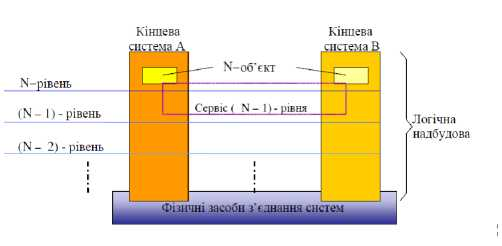 Кінцева
система А
Кінцева
система В
N–об’єкт
N–рівень
(N – 1) - рівень
Сервіс ( N – 1) - рівня
(N – 2) - рівень
Логічна
надбудова
Фізичні засоби з’єднання систем